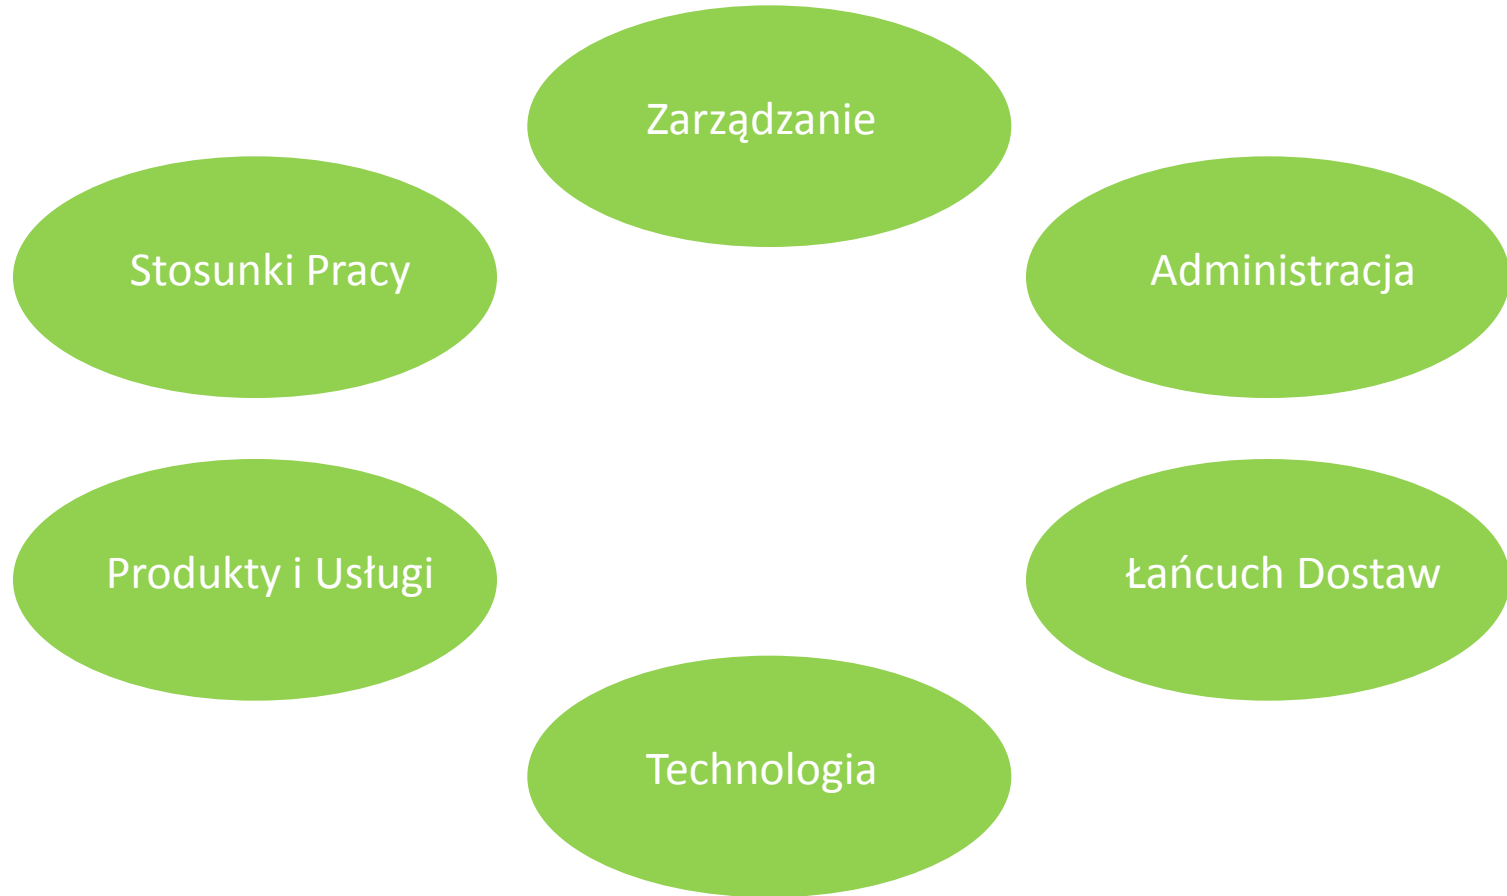 Zarządzanie
Stosunki Pracy
Administracja
Produkty i Usługi
Łańcuch Dostaw
Technologia